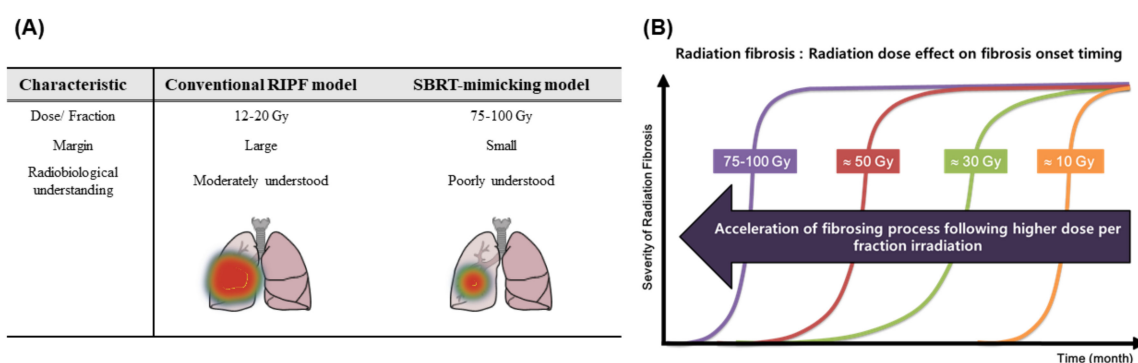 (A)
Characteristic Conventional RIPF model SBRT-mimicking model
Dose/ Fraction 12-20 Gy 75-100 Gy
Margin Large Small
Radiobiological
understanding Moderately understood Poorly understood
(B)
Radiation fibrosis : Radiation dose effect on fibrosis onset timing
Severity of Radiation Fibrosis
75-100 Gy ≈ 50 Gy ≈ 30 Gy ≈ 10 Gy
Acceleration of fibrosing process following higher dose per
fraction irradiation
Time (month)